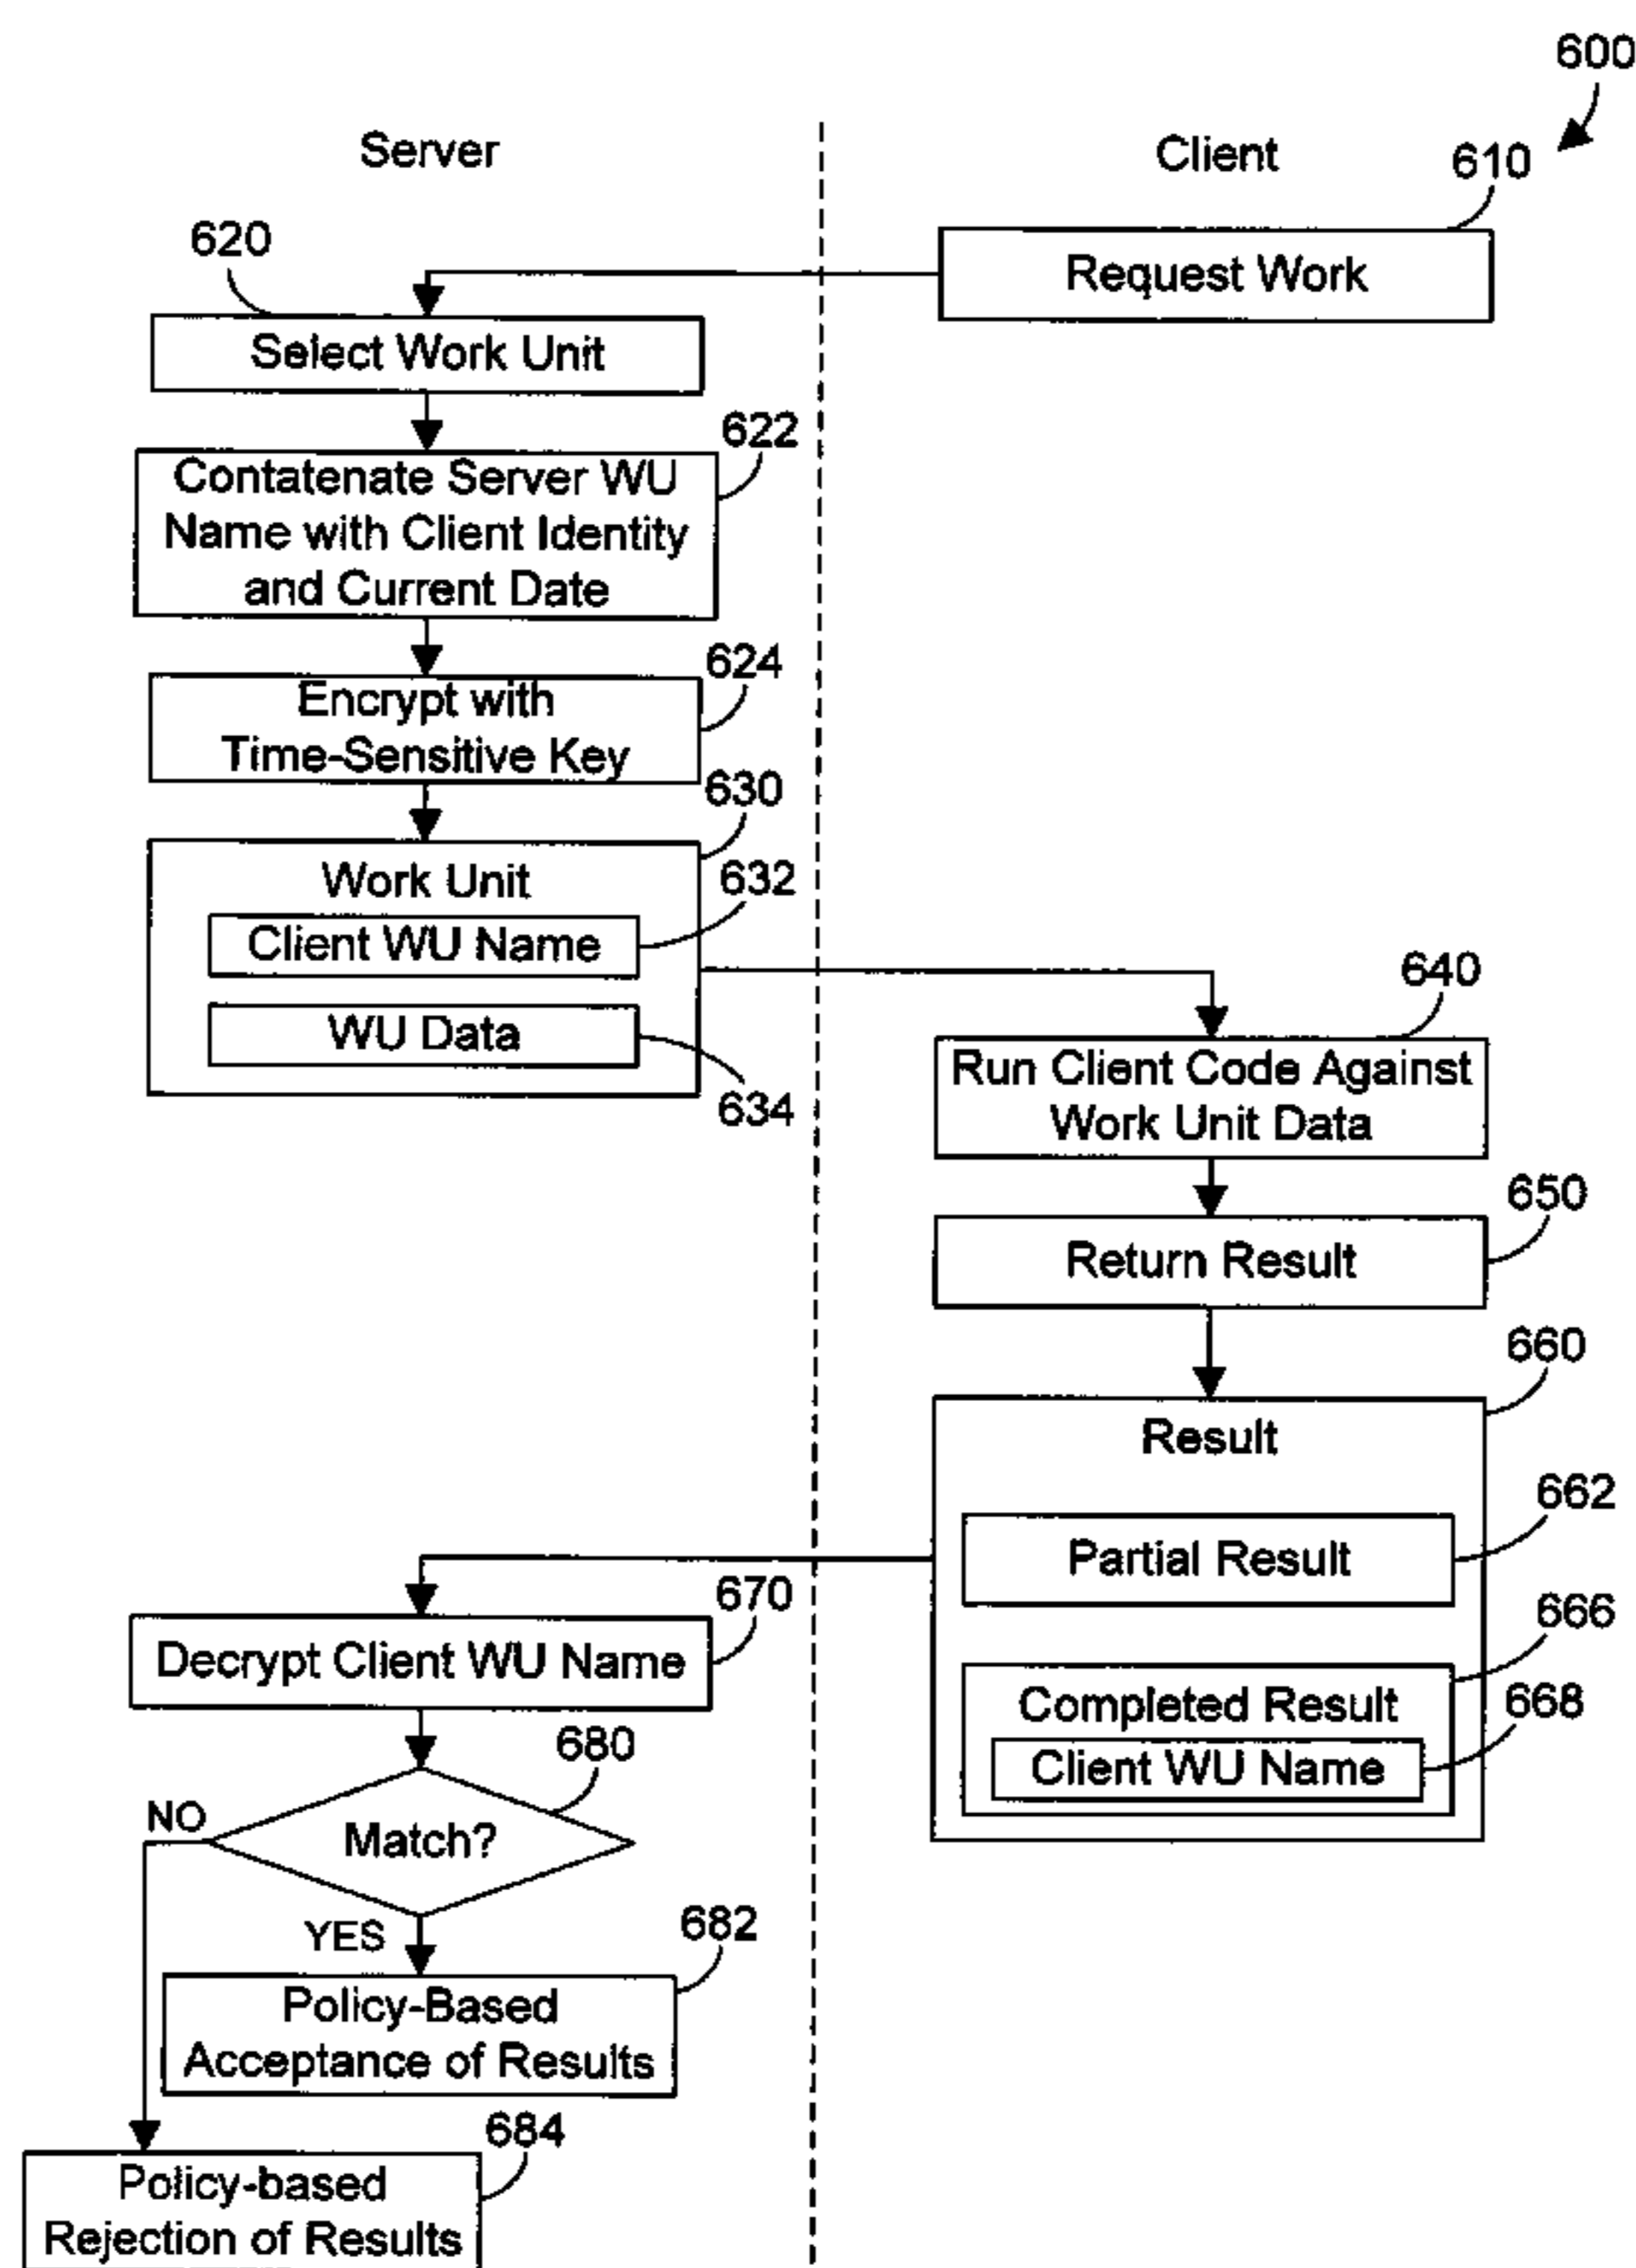 600
Server
Client
610
Request Work
620
Select Work Unit
622
Contatenate Server WU
Name with Client Identity
and Current Date
624
Encrypt with
Time-Sensitive Key
630
Work Unit
632
Client WU Name
WU Data
634
640
Run Client Code Against
Work Unit Data
650
Return Result
660
Result
662
Partial Result
666
Completed Result
668
Client WU Name
670
Decrypt Client WU Name
680
Match?
NO
YES
682
Policy-Based
Acceptance of Results
684
Policy-based
Rejection of Results